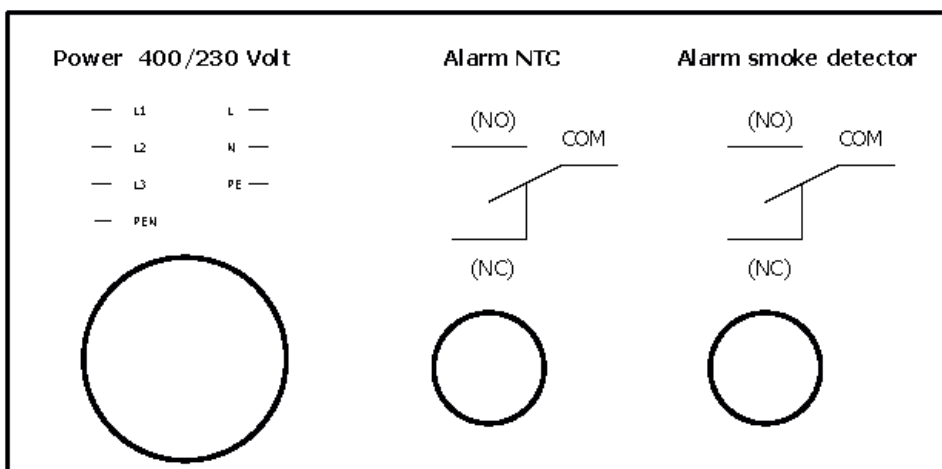 Power 400/230 Volt
L1 L
L2 N
L3 PE
PEN
Alarm NTC
(NO)
COM
(NC)
Alarm smoke detector
(NO)
COM
(NC)